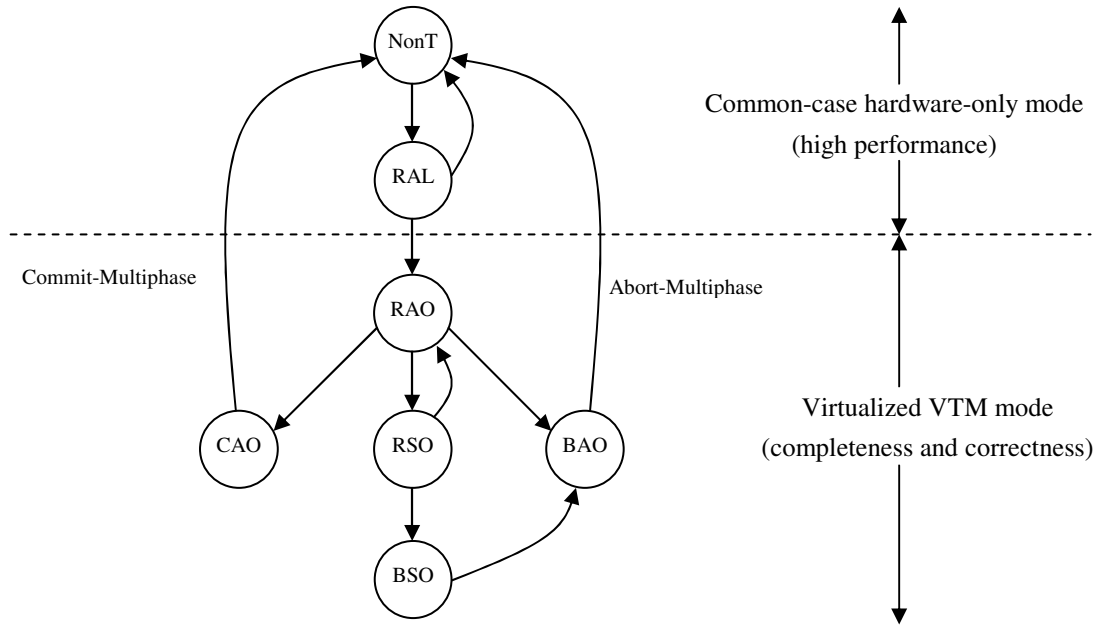 NonT
Common-case hardware-only mode
(high performance)
RAL
Commit-Multiphase
Abort-Multiphase
RAO
Virtualized VTM mode
(completeness and correctness)
CAO
RSO
BAO
BSO